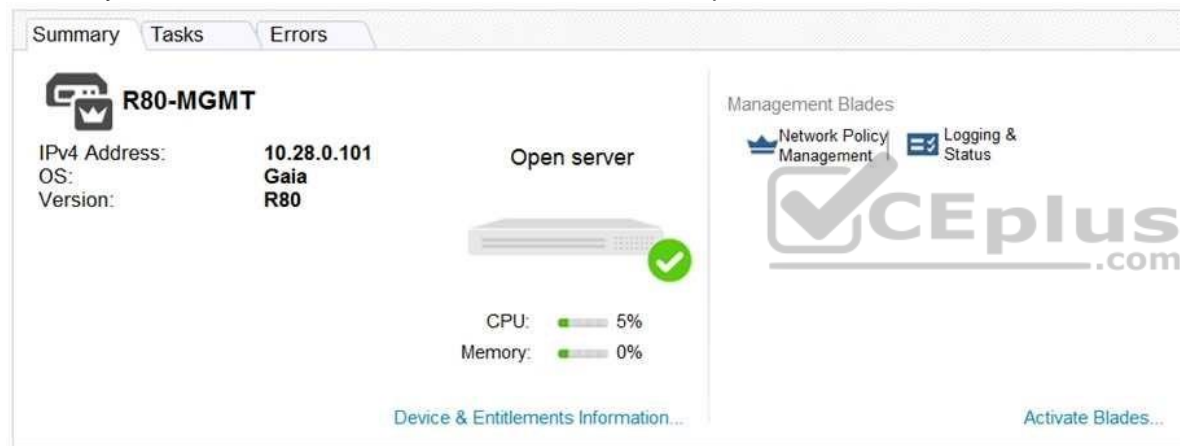 Summary
Tasks
Errors
R80-MGMT
IPv4 Address: 10.28.0.101
OS: Gaia
Version: R80
Open server
CPU: 5%
Memory: 0%
Device & Entitlements Information...
Management Blades
Network Policy
Management
Logging &
Status
CEplus
.com
Activate Blades...